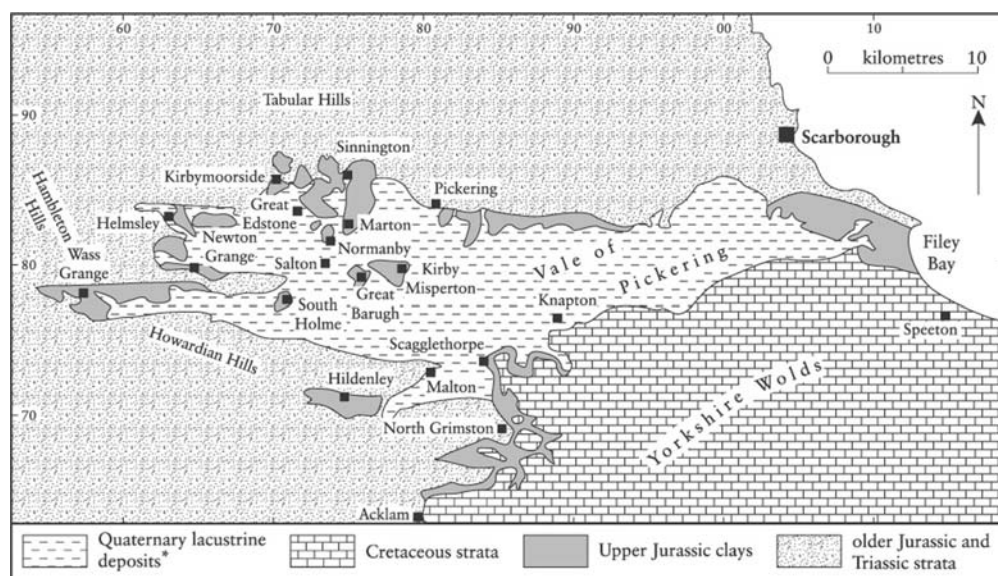 60
70
80
90
00
10
0 kilometres 10
90
Tabular Hills
N
Sinnington
Scarborough
Kirbymoorside
Pickering
Hambleton
Hills
Great
Edstone
Marton
Helmsley
Newton
Grange
Normanby
Filey
Bay
Wass
Grange
80
Salton
Vale of
Pickering
Kirby
Misperton
Great
Barugh
South
Holme
Knapton
Speeton
Howardian Hills
Scagglethorpe
Hildenley
Malton
Yorkshire Wolds
70
North Grimston
Acklam
Quaternary lacustrine
deposits*
Cretaceous strata
Upper Jurassic clays
older Jurassic and
Triassic strata